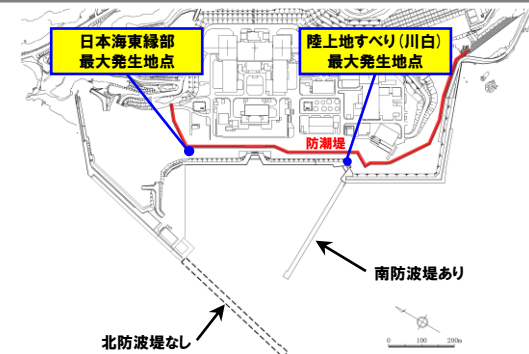 日本海東縁部
最大発生地点
陸上地すべり(川白)
最大発生地点
防潮堤
南防波堤あり
北防波堤なし
0 100 200m